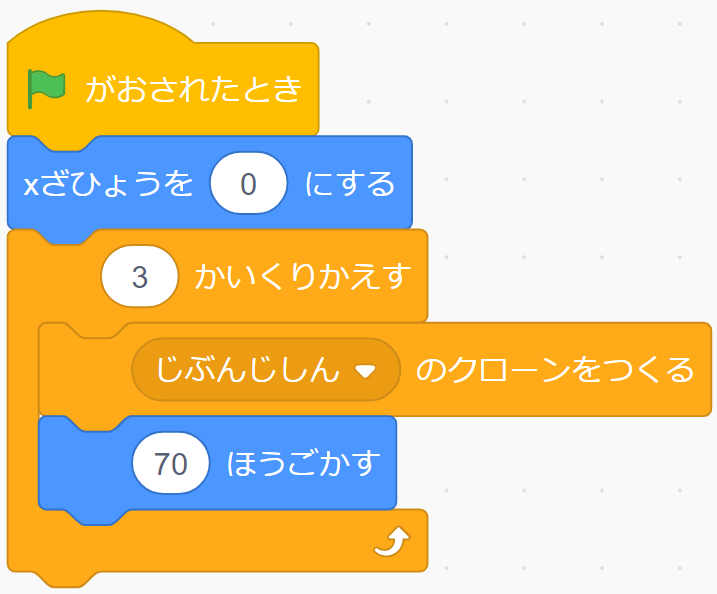 がおされたとき
xざひょうを 0 にする
3 かいくりかえす
じぶんじしん のクローンをつくる
70 ほうごかす